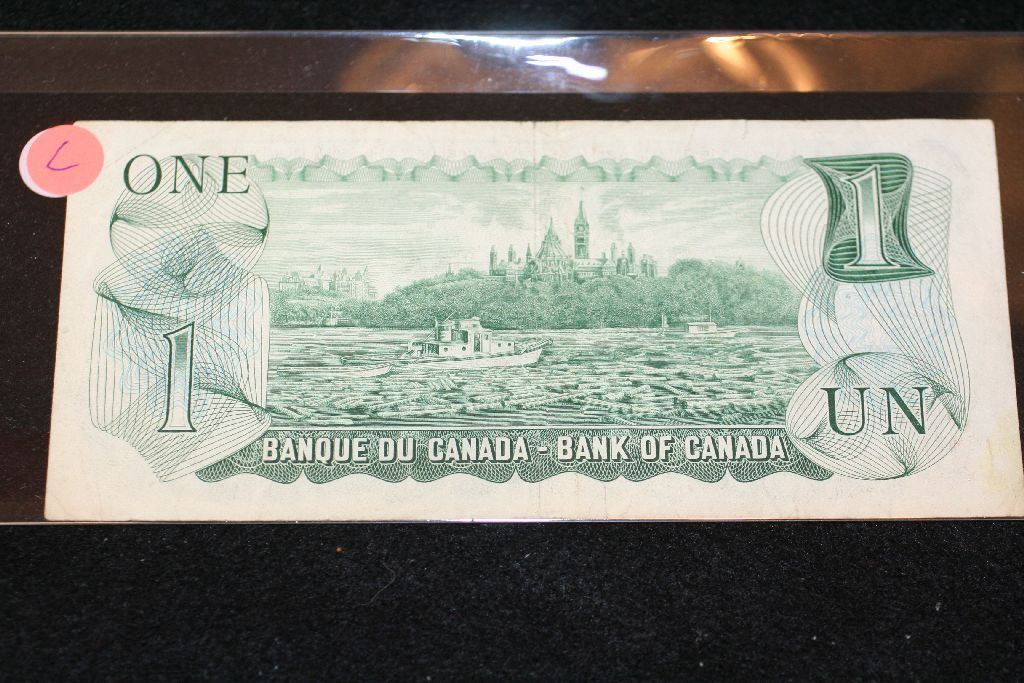 ONE
1
1
UN
BANQUE DU CANADA - BANK OF CANADA